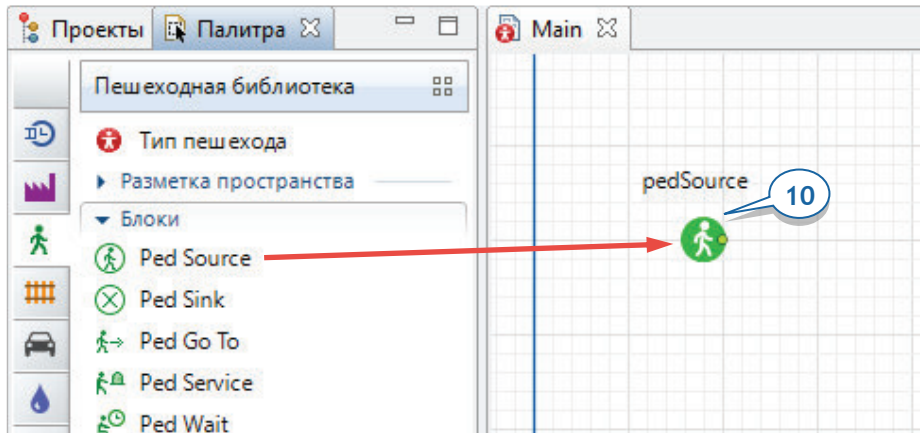 Проекты
Палитра
Main
Пешеходная библиотека
Тип пешехода
Разметка пространства
Блоки
Ped Source
Ped Sink
Ped Go To
Ped Service
Ped Wait
pedSource
10